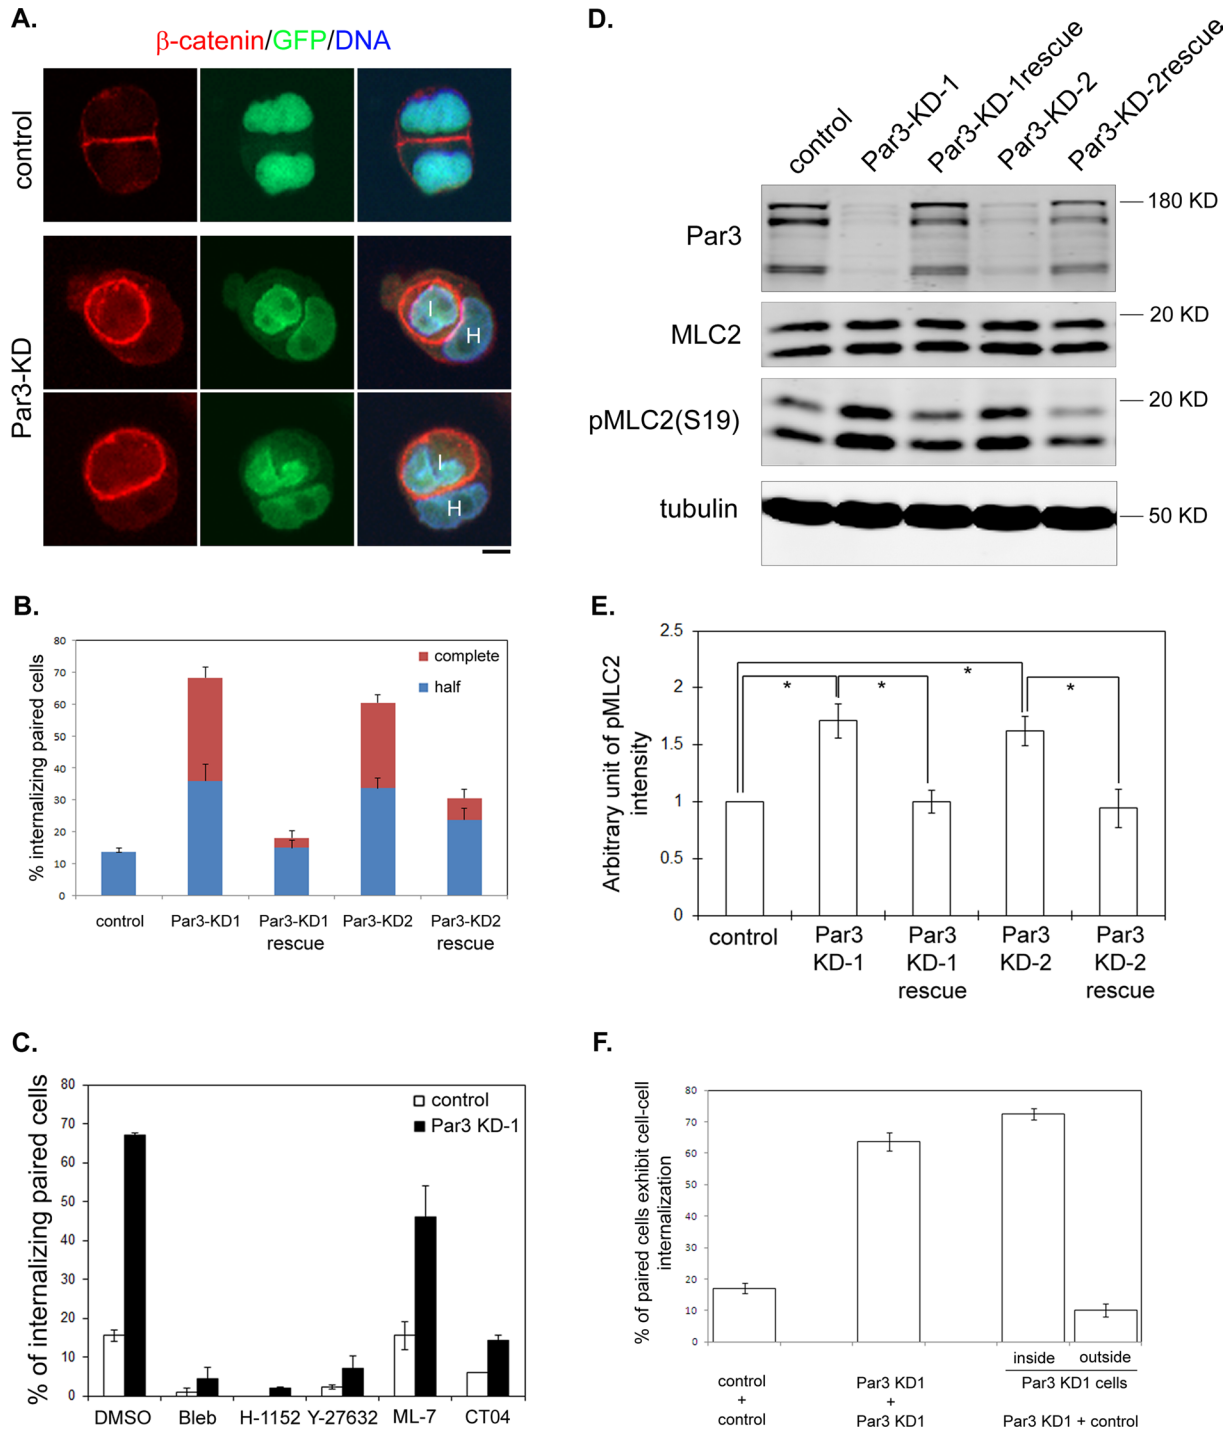 A.
β-catenin/GFP/DNA
control
Par3-KD
I
H
I
H
B.
% internalizing paired cells
80
70
60
50
40
30
20
10
0
complete
half
control
Par3-KD1
Par3-KD1
rescue
Par3-KD2
Par3-KD2
rescue
C.
% of internalizing paired cells
80
70
60
50
40
30
20
10
0
control
Par3 KD-1
DMSO
Bleb
H-1152
Y-27632
ML-7
CT04
D.
control
Par3-KD-1
Par3-KD-1rescue
Par3-KD-2
Par3-KD-2rescue
Par3
180 KD
MLC2
20 KD
pMLC2(S19)
20 KD
tubulin
50 KD
E.
Arbitrary unit of pMLC2
intensity
2.5
2
1.5
1
0.5
0
*
*
*
*
control
Par3
KD-1
Par3
KD-1
rescue
Par3
KD-2
Par3
KD-2
rescue
F.
% of paired cells exhibit cell-cell
internalization
80
70
60
50
40
30
20
10
0
control
+
control
Par3 KD1
+
Par3 KD1
inside
outside
Par3 KD1 cells
Par3 KD1 + control